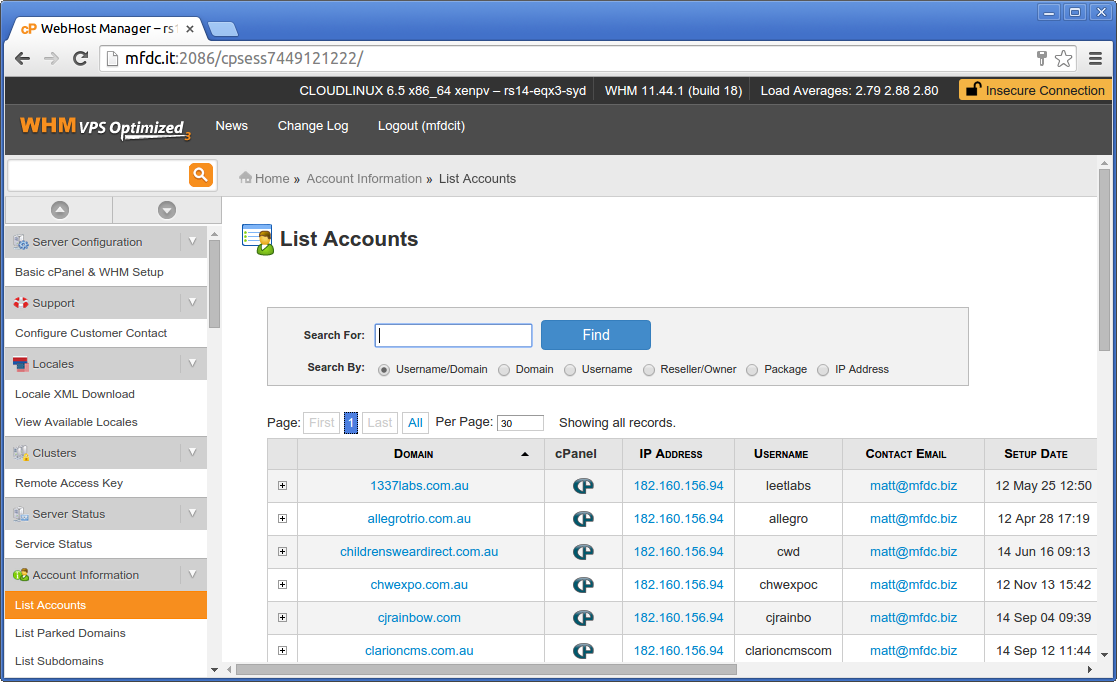 cP WebHost Manager – rs1
mfdc.it:2086/cpsess7449121222/
CLOUDLINUX 6.5 x86_64 xenpv – rs14-eqx3-syd WHM 11.44.1 (build 18) Load Averages: 2.79 2.88 2.80 Insecure Connection
WHM VPS Optimized 3 News Change Log Logout (mfdcit)
Home » Account Information » List Accounts
List Accounts
Server Configuration
Basic cPanel & WHM Setup
Support
Configure Customer Contact
Locales
Locale XML Download
View Available Locales
Clusters
Remote Access Key
Server Status
Service Status
Account Information
List Accounts
List Parked Domains
List Subdomains
Search For: Find
Search By: Username/Domain Domain Username Reseller/Owner Package IP Address
Page: First 1 Last All Per Page: 30 Showing all records.
Domain cPanel IP Address Username Contact Email Setup Date
1337labs.com.au cP 182.160.156.94 leetlabs matt@mfdc.biz 12 May 25 12:50
allegrotrio.com.au cP 182.160.156.94 allegro matt@mfdc.biz 12 Apr 28 17:19
childrensweardirect.com.au cP 182.160.156.94 cwd matt@mfdc.biz 14 Jun 16 09:13
chwexpo.com.au cP 182.160.156.94 chwexpoc matt@mfdc.biz 12 Nov 13 15:42
cjrainbow.com cP 182.160.156.94 cjrainbo matt@mfdc.biz 14 Sep 04 09:39
clarioncms.com.au cP 182.160.156.94 clarioncmscom matt@mfdc.biz 14 Sep 12 11:44